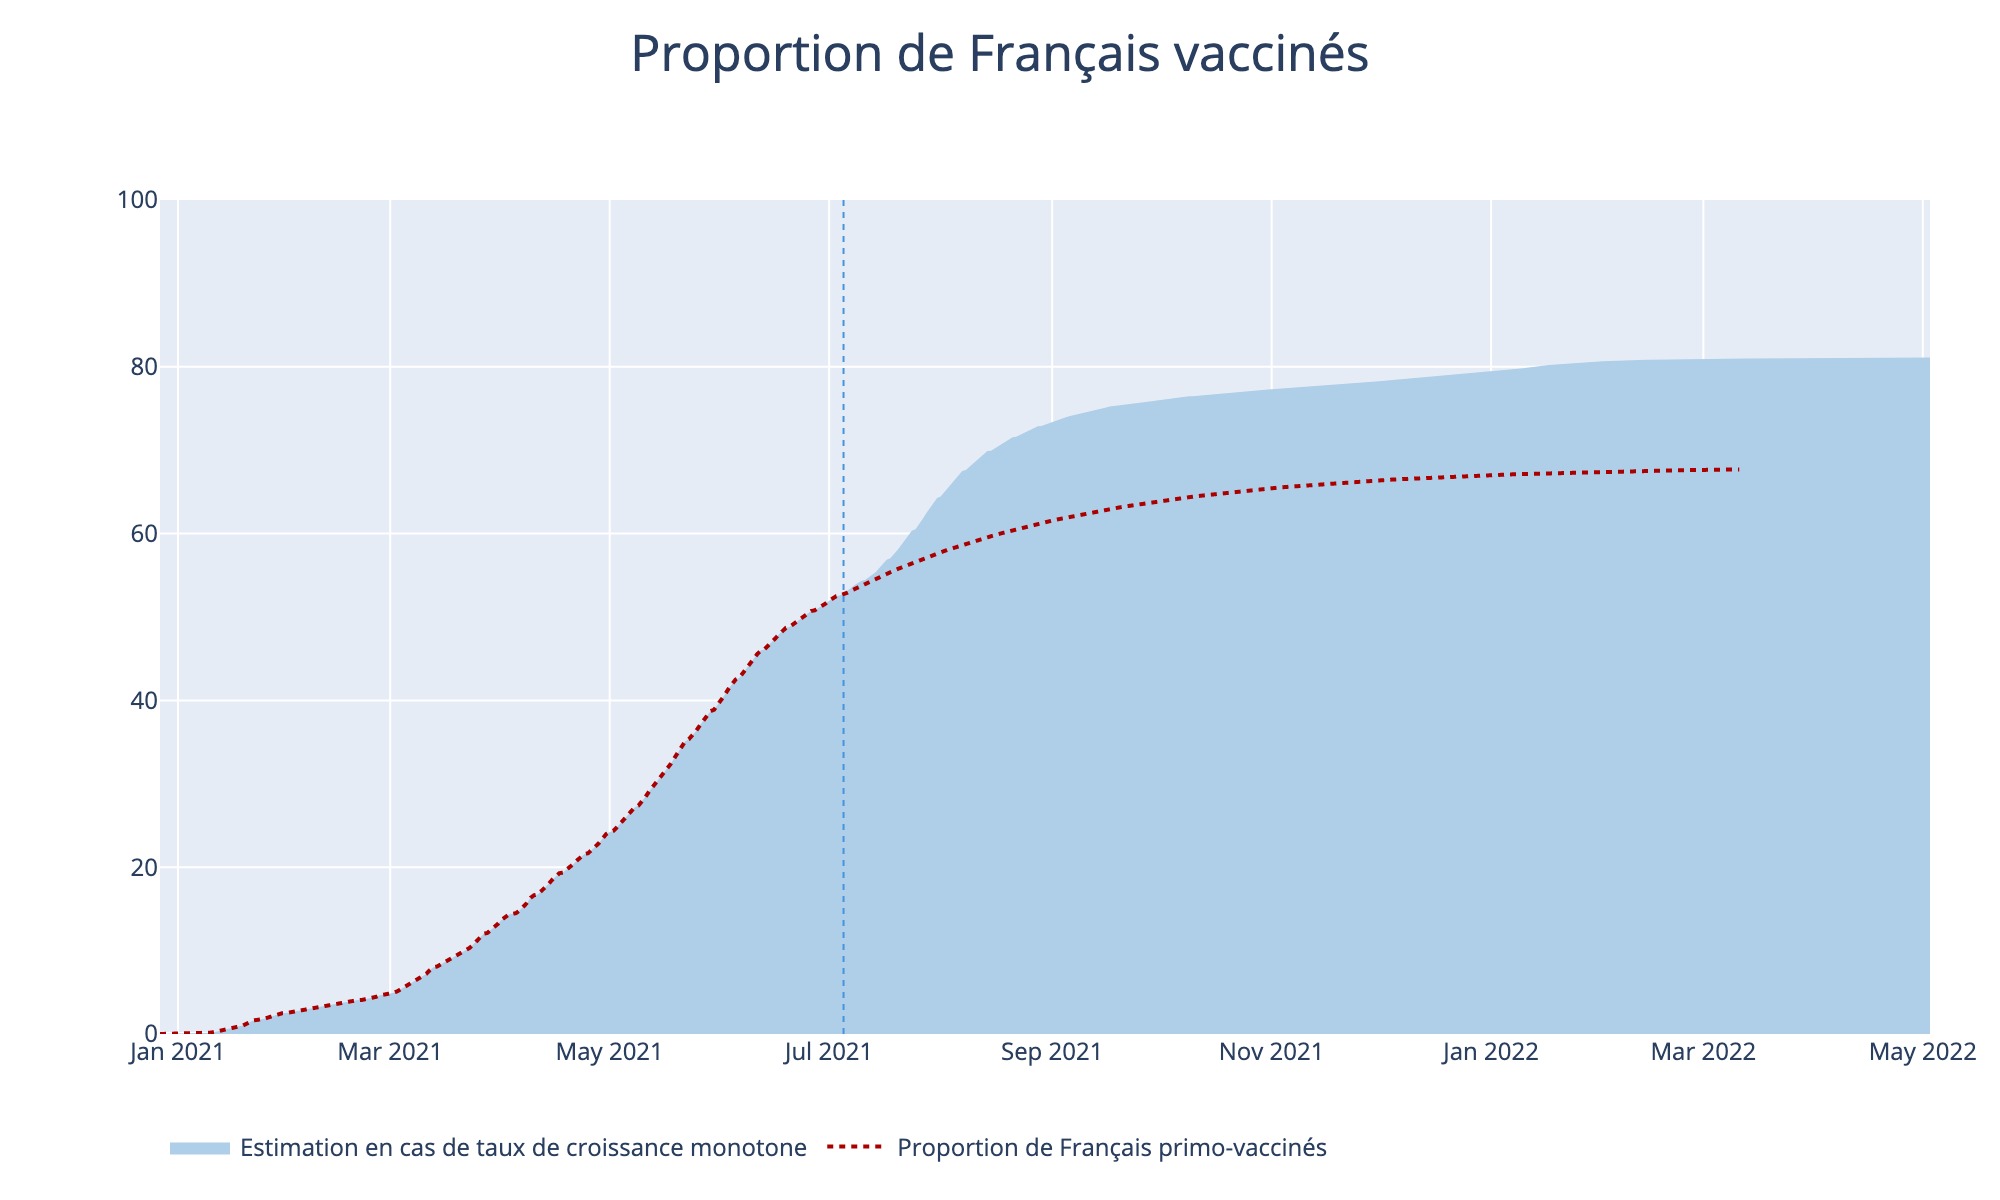 Proportion de Français vaccinés
100
80
60
40
20
0
Jan 2021 Mar 2021 May 2021 Jul 2021 Sep 2021 Nov 2021 Jan 2022 Mar 2022 May 2022
Estimation en cas de taux de croissance monotone Proportion de Français primo-vaccinés